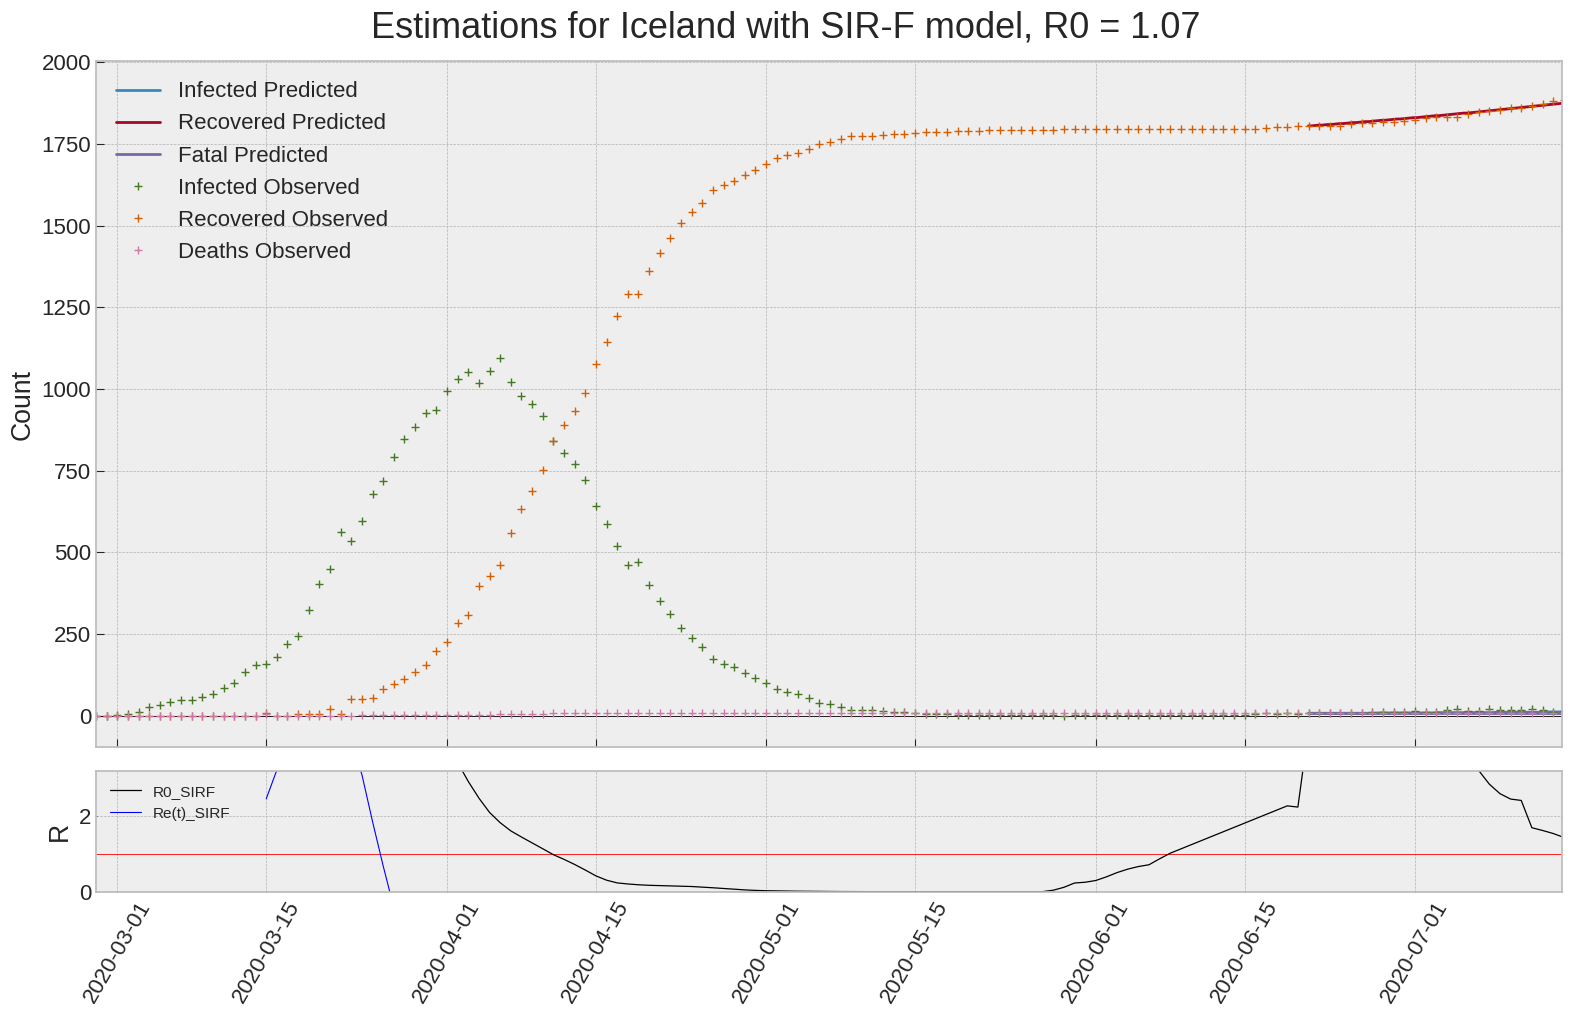 Estimations for Iceland with SIR-F model, R0 = 1.07
2000
1750
1500
1250
1000
750
500
250
0
Count
Infected Predicted
Recovered Predicted
Fatal Predicted
Infected Observed
Recovered Observed
Deaths Observed
2
0
R
R0_SIRF
Re(t)_SIRF
2020-03-01
2020-03-15
2020-04-01
2020-04-15
2020-05-01
2020-05-15
2020-06-01
2020-06-15
2020-07-01